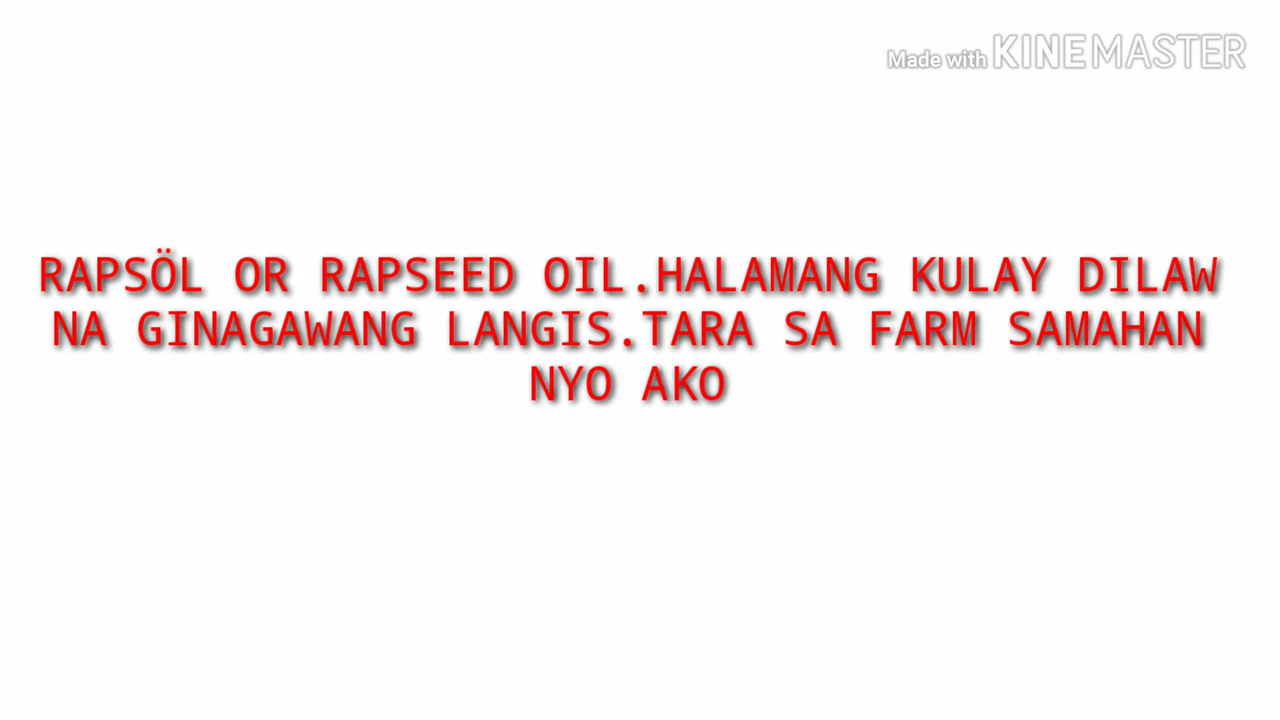 Made with KINEMASTER
RAPSÖL OR RAPSEED OIL.HALAMANG KULAY DILAW
NA GINAGAWANG LANGIS.TARA SA FARM SAMAHAN
NYO AKO